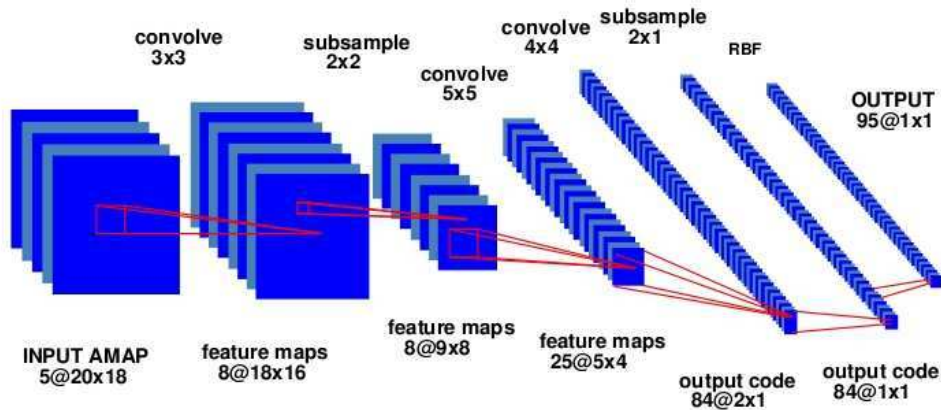 convolve
3x3
subsample
2x2
convolve
5x5
convolve
4x4
subsample
2x1
RBF
OUTPUT
95@1x1
INPUT AMAP
5@20x18
feature maps
8@18x16
feature maps
8@9x8
feature maps
25@5x4
output code
84@2x1
output code
84@1x1